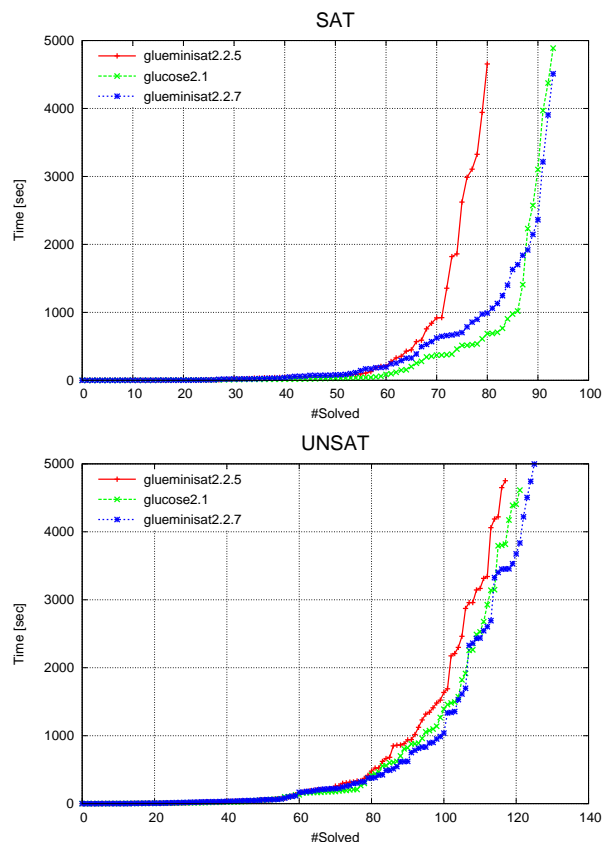 SAT
5000
4000
3000
2000
1000
0
Time [sec]
glueminisat2.2.5
glucose2.1
glueminisat2.2.7
0 10 20 30 40 50 60 70 80 90 100
#Solved
UNSAT
5000
4000
3000
2000
1000
0
Time [sec]
glueminisat2.2.5
glucose2.1
glueminisat2.2.7
0 20 40 60 80 100 120 140
#Solved